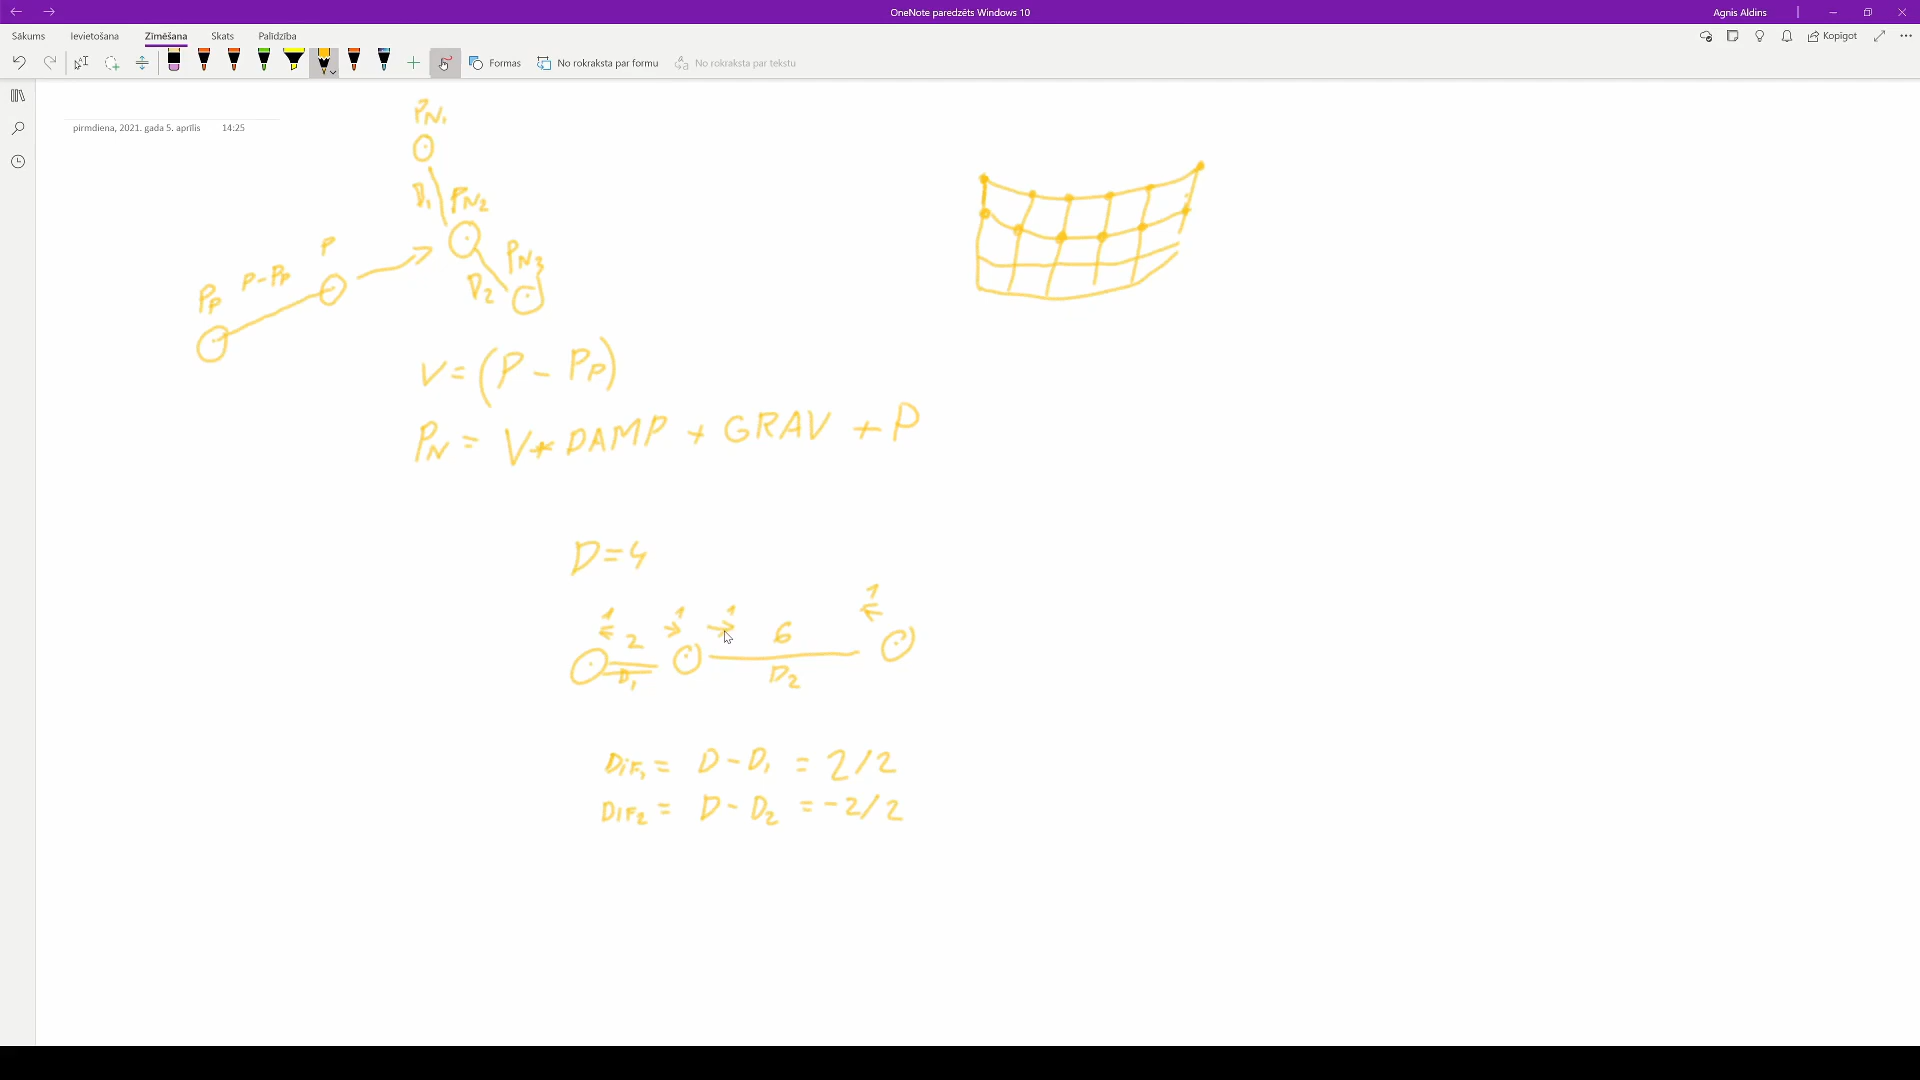 OneNote paredzēts Windows 10
Agnis Aldins
Sākums Ievietošana Zīmēšana Skats Palīdzība
Kopīgot
Formas No rokraksta par formu No rokraksta par tekstu
pirmdiena, 2021. gada 5. aprīlis 14:25
PN1
D1 PN2
P PN3
P-PP
PP D2
V = (P - PP)
PN = V * DAMP + GRAV + P
D=4
1 1 1 1
2 6
D1 D2
DIF1 = D - D1 = 2/2
DIF2 = D - D2 = -2/2